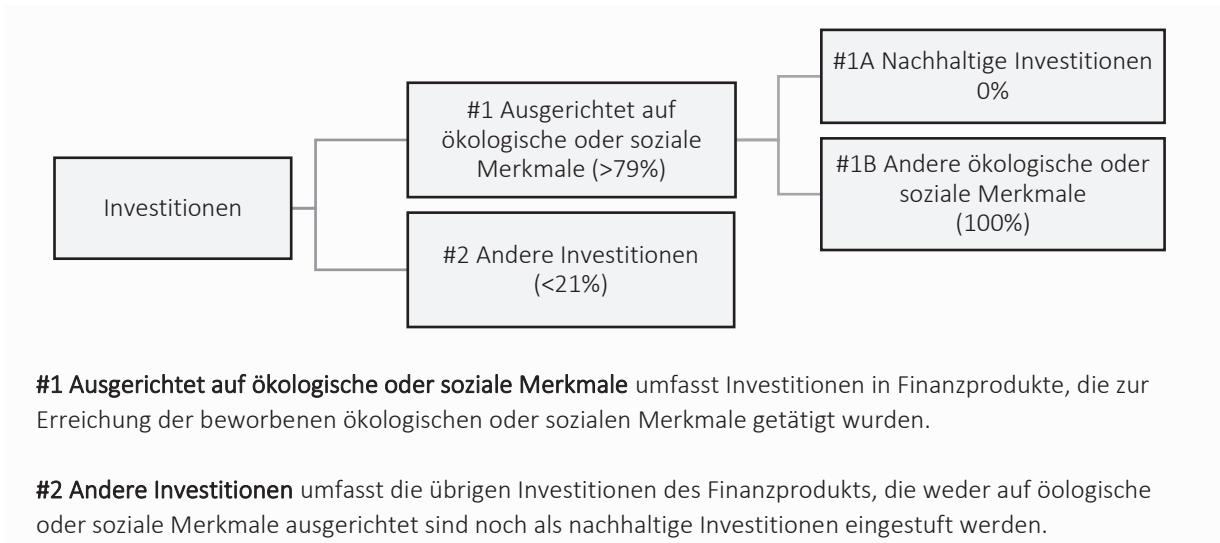 #1A Nachhaltige Investitionen
0%
#1 Ausgerichtet auf
ökologische oder soziale
Merkmale (>79%)
#1B Andere ökologische oder
soziale Merkmale
(100%)
Investitionen
#2 Andere Investitionen
(<21%)
#1 Ausgerichtet auf ökologische oder soziale Merkmale umfasst Investitionen in Finanzprodukte, die zur
Erreichung der beworbenen ökologischen oder sozialen Merkmale getätigt wurden.
#2 Andere Investitionen umfasst die übrigen Investitionen des Finanzprodukts, die weder auf öologische
oder soziale Merkmale ausgerichtet sind noch als nachhaltige Investitionen eingestuft werden.